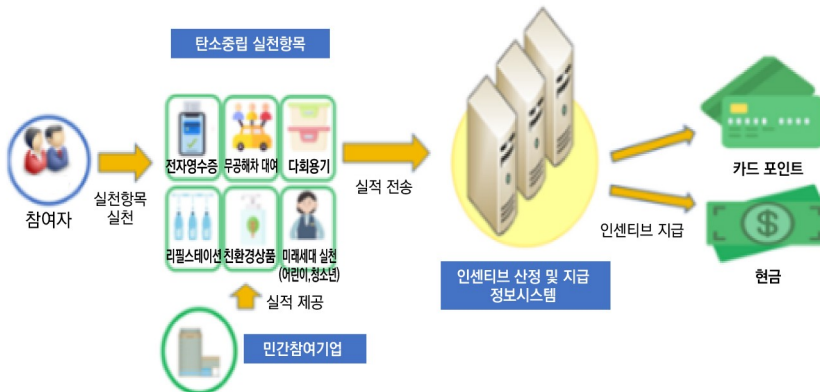 탄소중립 실천항목
전자영수증
무공해차 대여
다회용기
참여자
실천항목
실천
실적 전송
카드 포인트
리필스테이션
친환경상품
미래세대 실천
(어린이,청소년)
인센티브 지급
인센티브 산정 및 지급
정보시스템
현금
실적 제공
민간참여기업